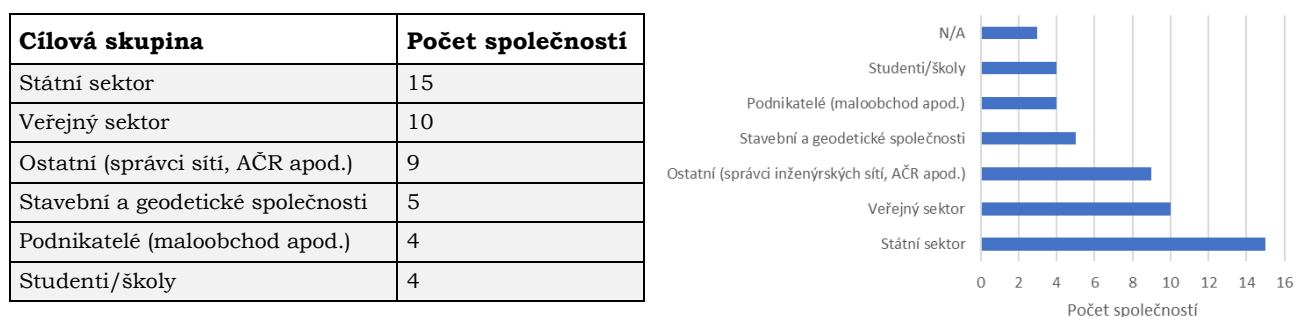 Cílová skupina Počet společností
Státní sektor 15
Veřejný sektor 10
Ostatní (správci sítí, AČR apod.) 9
Stavební a geodetické společnosti 5
Podnikatelé (maloobchod apod.) 4
Studenti/školy 4
N/A
Studenti/školy
Podnikatelé (maloobchod apod.)
Stavební a geodetické společnosti
Ostatní (správci inženýrských sítí, AČR apod.)
Veřejný sektor
Státní sektor
0 2 4 6 8 10 12 14 16
Počet společností